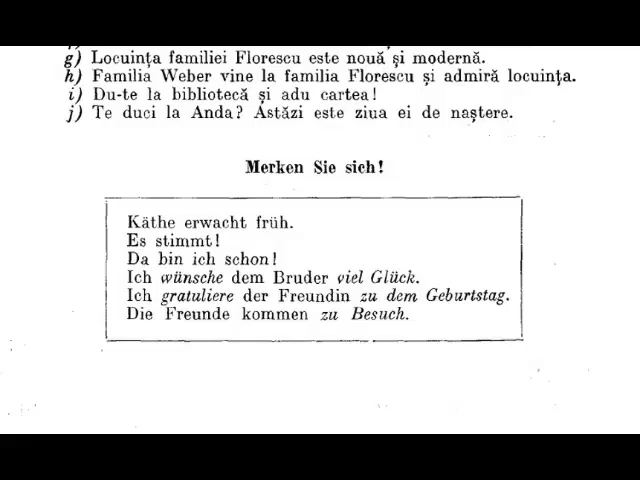 g) Locuința familiei Florescu este nouă și modernă.
h) Familia Weber vine la familia Florescu și admiră locuința.
i) Du-te la bibliotecă și adu cartea!
j) Te duci la Anda? Astăzi este ziua ei de naștere.
Merken Sie sich!
Käthe erwacht früh.
Es stimmt!
Da bin ich schon!
Ich wünsche dem Bruder viel Glück.
Ich gratuliere der Freundin zu dem Geburtstag.
Die Freunde kommen zu Besuch.